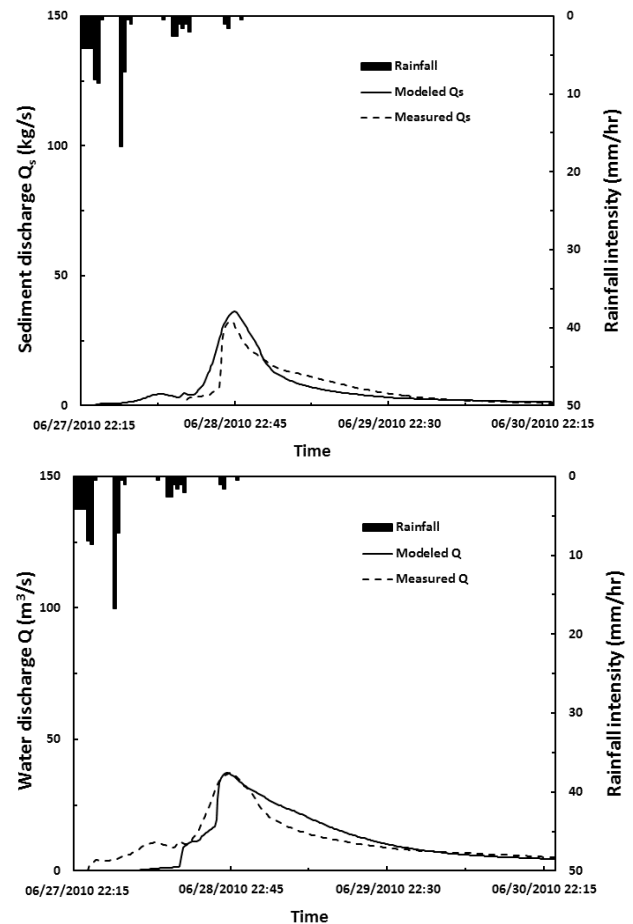 150
100
50
0
Sediment discharge Qs (kg/s)
0
10
20
30
40
50
Rainfall intensity (mm/hr)
Rainfall
Modeled Qs
Measured Qs
06/27/2010 22:15
06/28/2010 22:45
06/29/2010 22:30
06/30/2010 22:15
Time
150
100
50
0
Water discharge Q (m³/s)
0
10
20
30
40
50
Rainfall intensity (mm/hr)
Rainfall
Modeled Q
Measured Q
06/27/2010 22:15
06/28/2010 22:45
06/29/2010 22:30
06/30/2010 22:15
Time